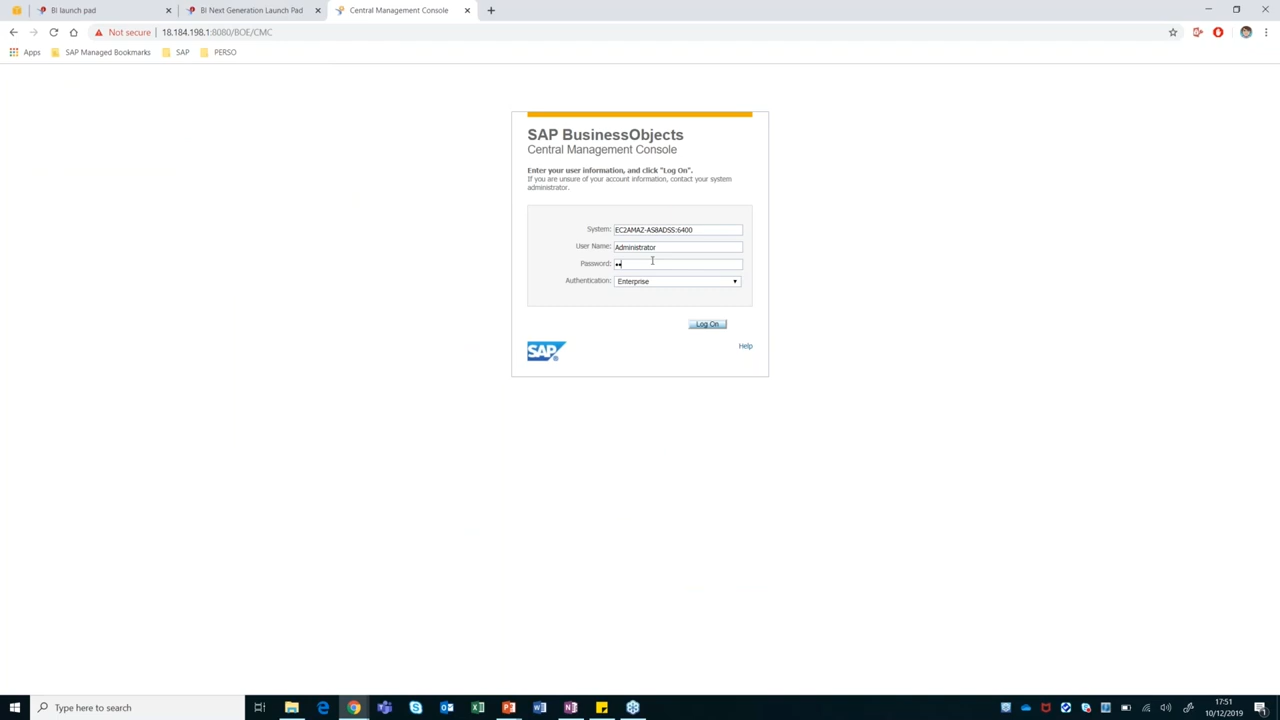 BI launch pad
BI Next Generation Launch Pad
Central Management Console
Not secure | 18.184.198.1:8080/BOE/CMC
Apps
SAP Managed Bookmarks
SAP
PERSO
SAP BusinessObjects
Central Management Console
Enter your user information, and click "Log On".
If you are unsure of your account information, contact your system
administrator.
System: EC2AMAZ-AS8ADSS:6400
User Name: Administrator
Password: ••
Authentication: Enterprise
Log On
SAP®
Help
Type here to search
17:51
10/12/2019